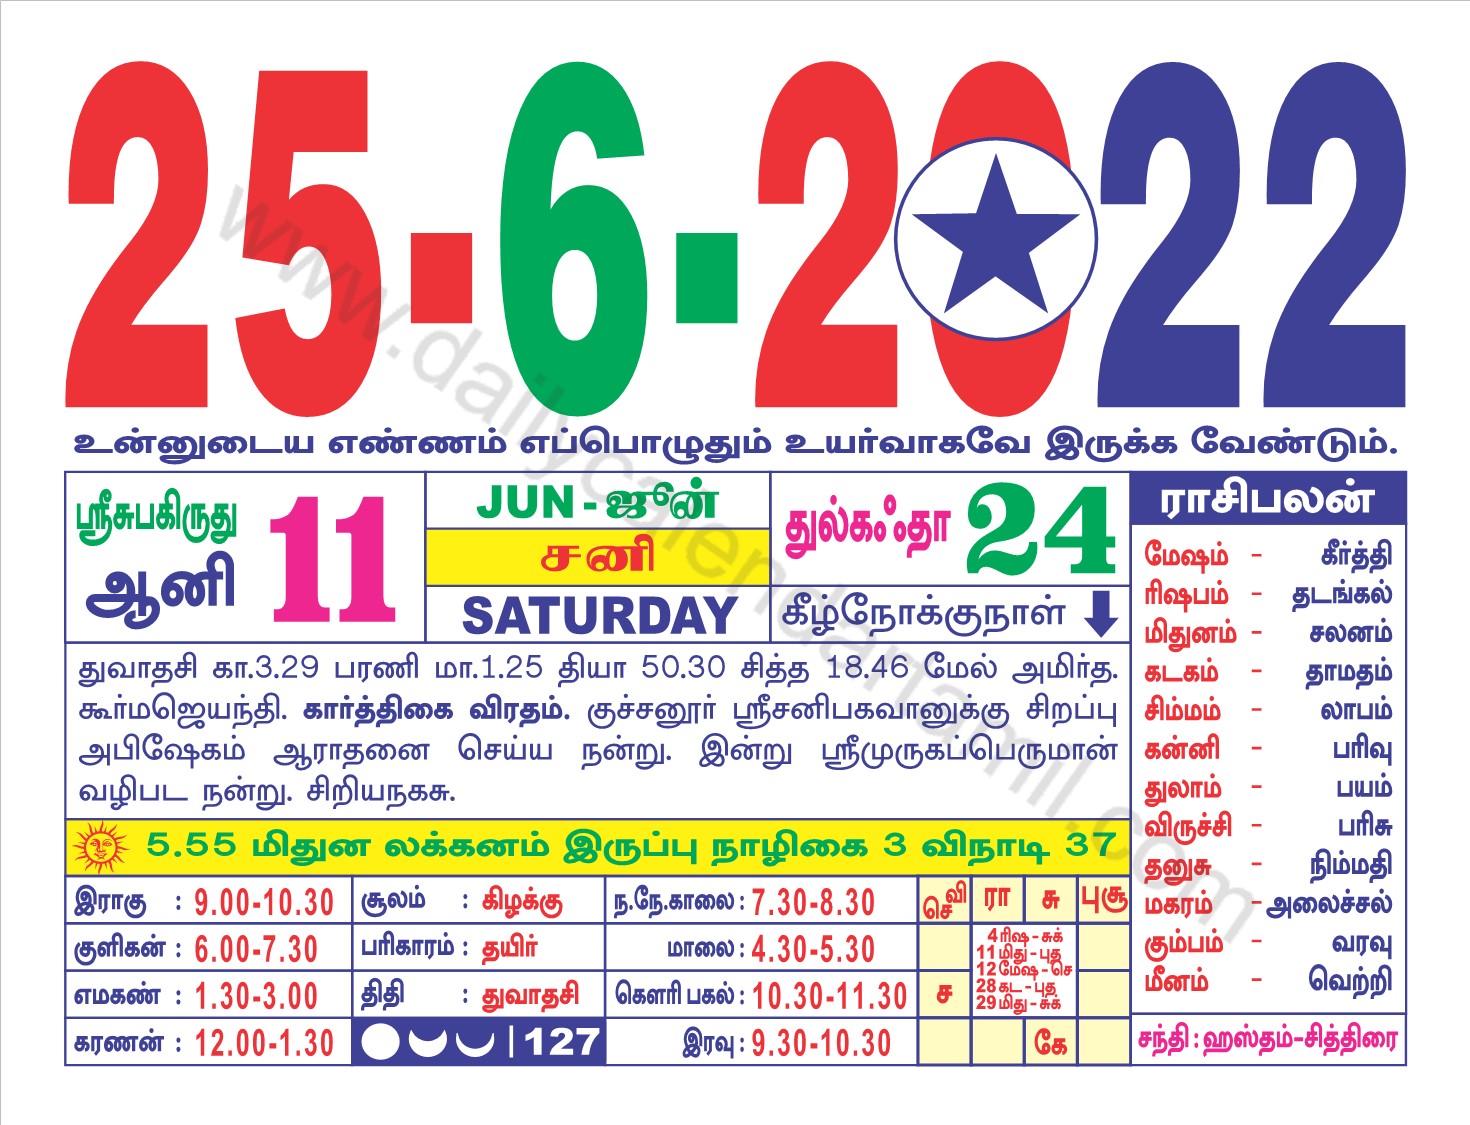 25-6-2022
உன்னுடைய எண்ணம் எப்பொழுதும் உயர்வாகவே இருக்க வேண்டும்.
ஸ்ரீசுபகிருது
ஆனி 11
JUN - ஜூன்
சனி
SATURDAY
துல்கஃதா 24
கீழ்நோக்குநாள்
துவாதசி கா.3.29 பரணி மா.1.25 தியா 50.30 சித்த 18.46 மேல் அமிர்த.
கூர்மஜெயந்தி. கார்த்திகை விரதம். குச்சனூர் ஸ்ரீசனிபகவானுக்கு சிறப்பு
அபிஷேகம் ஆராதனை செய்ய நன்று. இன்று ஸ்ரீமுருகப்பெருமான்
வழிபட நன்று. சிறியநகசு.
5.55 மிதுன லக்கனம் இருப்பு நாழிகை 3 விநாடி 37
இராகு : 9.00-10.30 சூலம் : கிழக்கு ந.நே.காலை : 7.30-8.30
குளிகன் : 6.00-7.30 பரிகாரம் : தயிர் மாலை : 4.30-5.30
எமகண் : 1.30-3.00 திதி : துவாதசி கௌரி பகல் : 10.30-11.30
கரணன் : 12.00-1.30 127 இரவு : 9.30-10.30
செ வி ரா சு பு சூ
4 ரிஷ - சுக்
11 மிது - புத
12 மேஷ - செ
28 கட - புத
29 மிது - சுக்
ச
கே
ராசிபலன்
மேஷம் - கீர்த்தி
ரிஷபம் - தடங்கல்
மிதுனம் - சலனம்
கடகம் - தாமதம்
சிம்மம் - லாபம்
கன்னி - பரிவு
துலாம் - பயம்
விருச்சி - பரிசு
தனுசு - நிம்மதி
மகரம் - அலைச்சல்
கும்பம் - வரவு
மீனம் - வெற்றி
சந்தி : ஹஸ்தம்-சித்திரை
www.dailycalendartamil.com